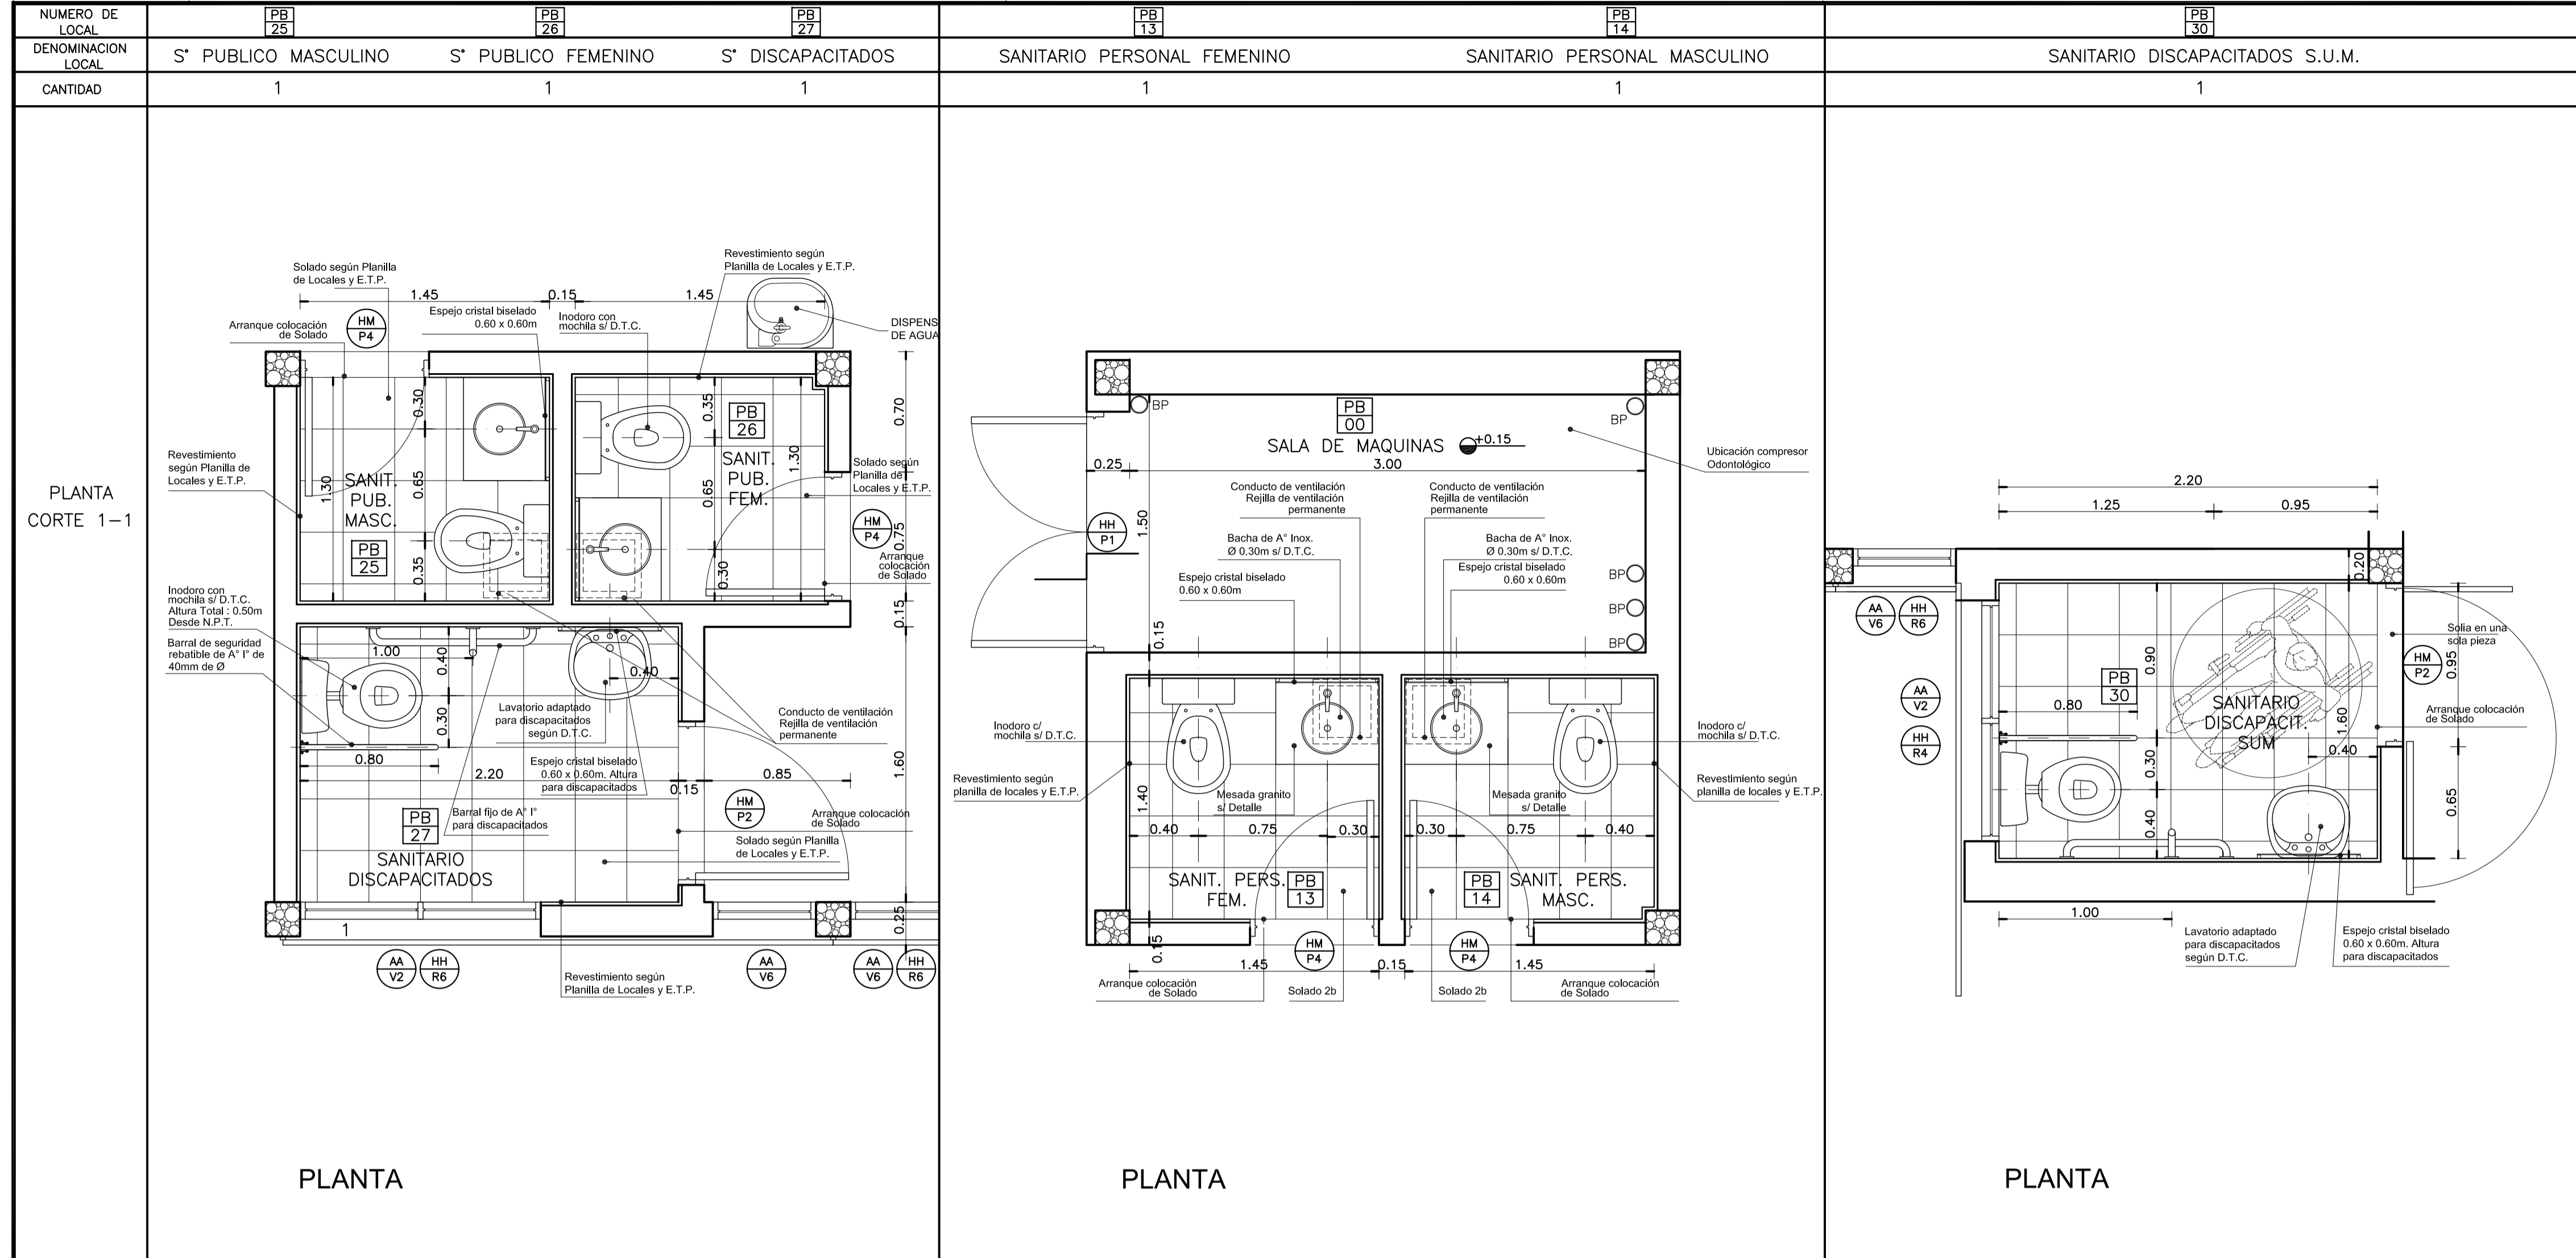 NUMERO DE
LOCAL
PB
25
PB
26
PB
27
PB
13
PB
14
PB
30
DENOMINACION
LOCAL
S° PUBLICO MASCULINO
S° PUBLICO FEMENINO
S° DISCAPACITADOS
SANITARIO PERSONAL FEMENINO
SANITARIO PERSONAL MASCULINO
SANITARIO DISCAPACITADOS S.U.M.
CANTIDAD
1
1
1
1
1
1
PLANTA
CORTE 1-1
Solado según Planilla
de Locales y E.T.P.
Revestimiento según
Planilla de Locales y E.T.P.
1.45
0.15
1.45
Espejo cristal biselado
0.60 x 0.60m
Inodoro con
mochila s/ D.T.C.
Arranque colocación
de Solado
HM
P4
DISPENS
DE AGUA
0.30
0.65
0.35
1.30
SANIT.
PUB.
MASC.
PB
25
0.35
0.65
0.30
1.30
PB
26
SANIT.
PUB.
FEM.
0.70
Solado según
Planilla de
Locales y E.T.P.
HM
P4
0.75
Arranque
colocación
de Solado
0.15
Revestimiento
según Planilla de
Locales y E.T.P.
Inodoro con
mochila s/ D.T.C.
Altura Total : 0.50m
Desde N.P.T.
Barral de seguridad
rebatible de A° I° de
40mm de Ø
1.00
0.40
0.30
0.40
Lavatorio adaptado
para discapacitados
según D.T.C.
Conducto de ventilación
Rejilla de ventilación
permanente
0.80
2.20
Espejo cristal biselado
0.60 x 0.60m. Altura
para discapacitados
0.15
0.85
1.60
HM
P2
PB
27
Barral fijo de A° I°
para discapacitados
Arranque colocación
de Solado
Solado según Planilla
de Locales y E.T.P.
SANITARIO
DISCAPACITADOS
0.25
1
AA
V2
HH
R6
AA
V6
AA
V6
HH
R6
Revestimiento según
Planilla de Locales y E.T.P.
PLANTA
BP
BP
PB
00
SALA DE MAQUINAS
+0.15
0.25
3.00
Ubicación compresor
Odontológico
Conducto de ventilación
Rejilla de ventilación
permanente
Conducto de ventilación
Rejilla de ventilación
permanente
HH
P1
1.50
Bacha de A° Inox.
Ø 0.30m s/ D.T.C.
Bacha de A° Inox.
Ø 0.30m s/ D.T.C.
Espejo cristal biselado
0.60 x 0.60m
Espejo cristal biselado
0.60 x 0.60m
BP
BP
BP
0.15
Inodoro c/
mochila s/ D.T.C.
Inodoro c/
mochila s/ D.T.C.
Revestimiento según
planilla de locales y E.T.P.
Revestimiento según
planilla de locales y E.T.P.
1.40
Mesada granito
s/ Detalle
Mesada granito
s/ Detalle
0.40
0.75
0.30
0.30
0.75
0.40
SANIT. PERS.
FEM.
PB
13
PB
14
SANIT. PERS.
MASC.
0.15
HM
P4
HM
P4
1.45
0.15
1.45
Arranque colocación
de Solado
Solado 2b
Solado 2b
Arranque colocación
de Solado
PLANTA
2.20
1.25
0.95
0.20
AA
V6
HH
R6
Solia en una
sola pieza
HM
P2
0.95
0.90
PB
30
AA
V2
0.80
SANITARIO
DISCAPACIT.
SUM
1.60
Arranque colocación
de Solado
HH
R4
0.40
0.30
0.40
0.65
1.00
Lavatorio adaptado
para discapacitados
según D.T.C.
Espejo cristal biselado
0.60 x 0.60m. Altura
para discapacitados
PLANTA